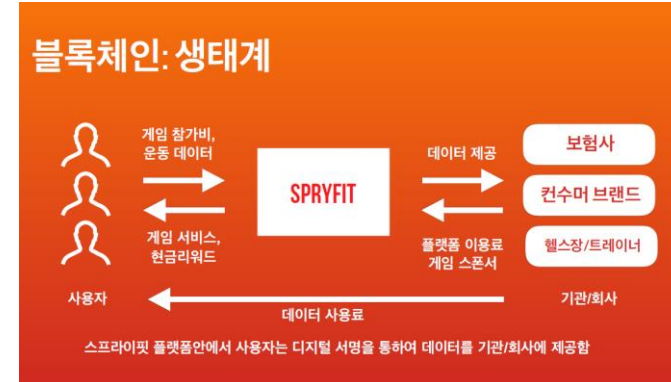 블록체인: 생태계
게임 참가비,
운동 데이터
게임 서비스,
현금리워드
사용자
SPRYFIT
데이터 제공
플랫폼 이용료
게임 스폰서
보험사
컨수머 브랜드
헬스장/트레이너
기관/회사
데이터 사용료
스프라이핏 플랫폼안에서 사용자는 디지털 서명을 통하여 데이터를 기관/회사에 제공함